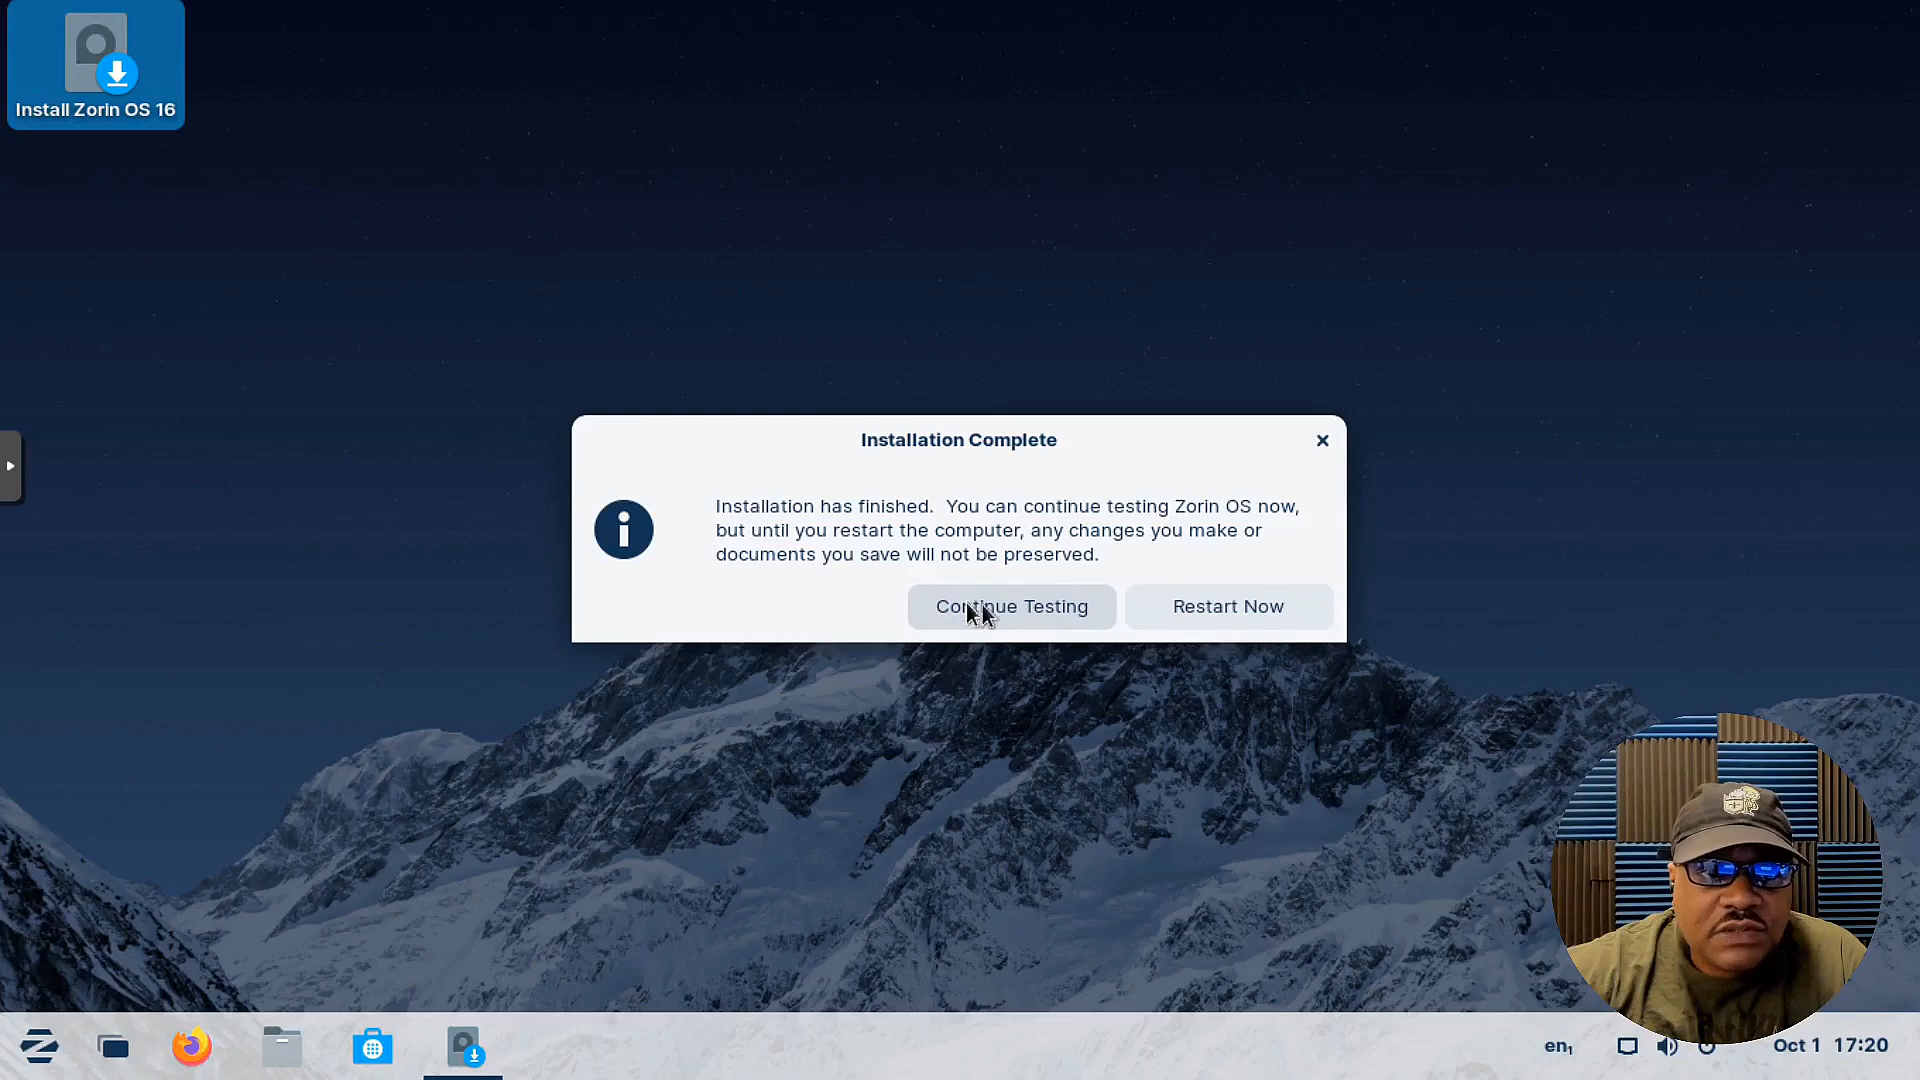 Install Zorin OS 16
Installation Complete
Installation has finished.  You can continue testing Zorin OS now,
but until you restart the computer, any changes you make or
documents you save will not be preserved.
Continue Testing
Restart Now
en₁
Oct 1  17:20